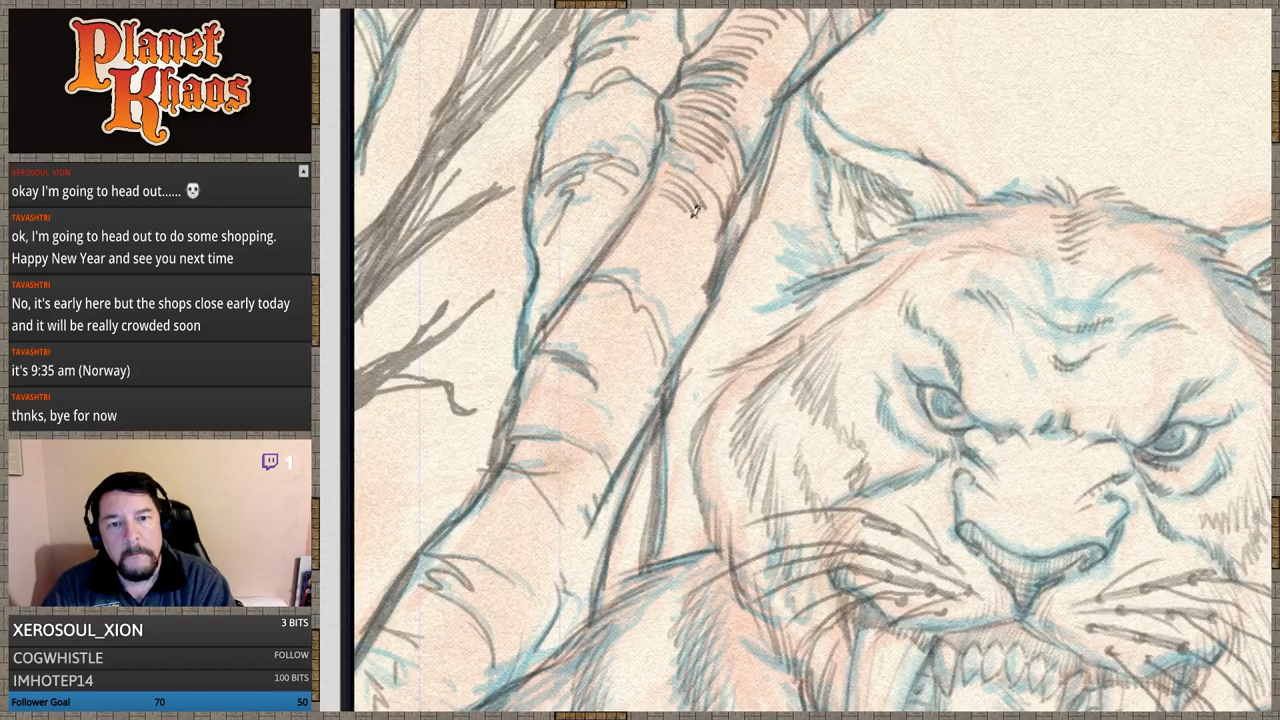 Planet
Khaos
XEROSOUL_XION
okay I'm going to head out......
TAVASHTRI
ok, I'm going to head out to do some shopping.
Happy New Year and see you next time
TAVASHTRI
No, it's early here but the shops close early today
and it will be really crowded soon
TAVASHTRI
it's 9:35 am (Norway)
TAVASHTRI
thnks, bye for now
1
XEROSOUL_XION 3 BITS
COGWHISTLE FOLLOW
IMHOTEP14 100 BITS
Follower Goal 70 50